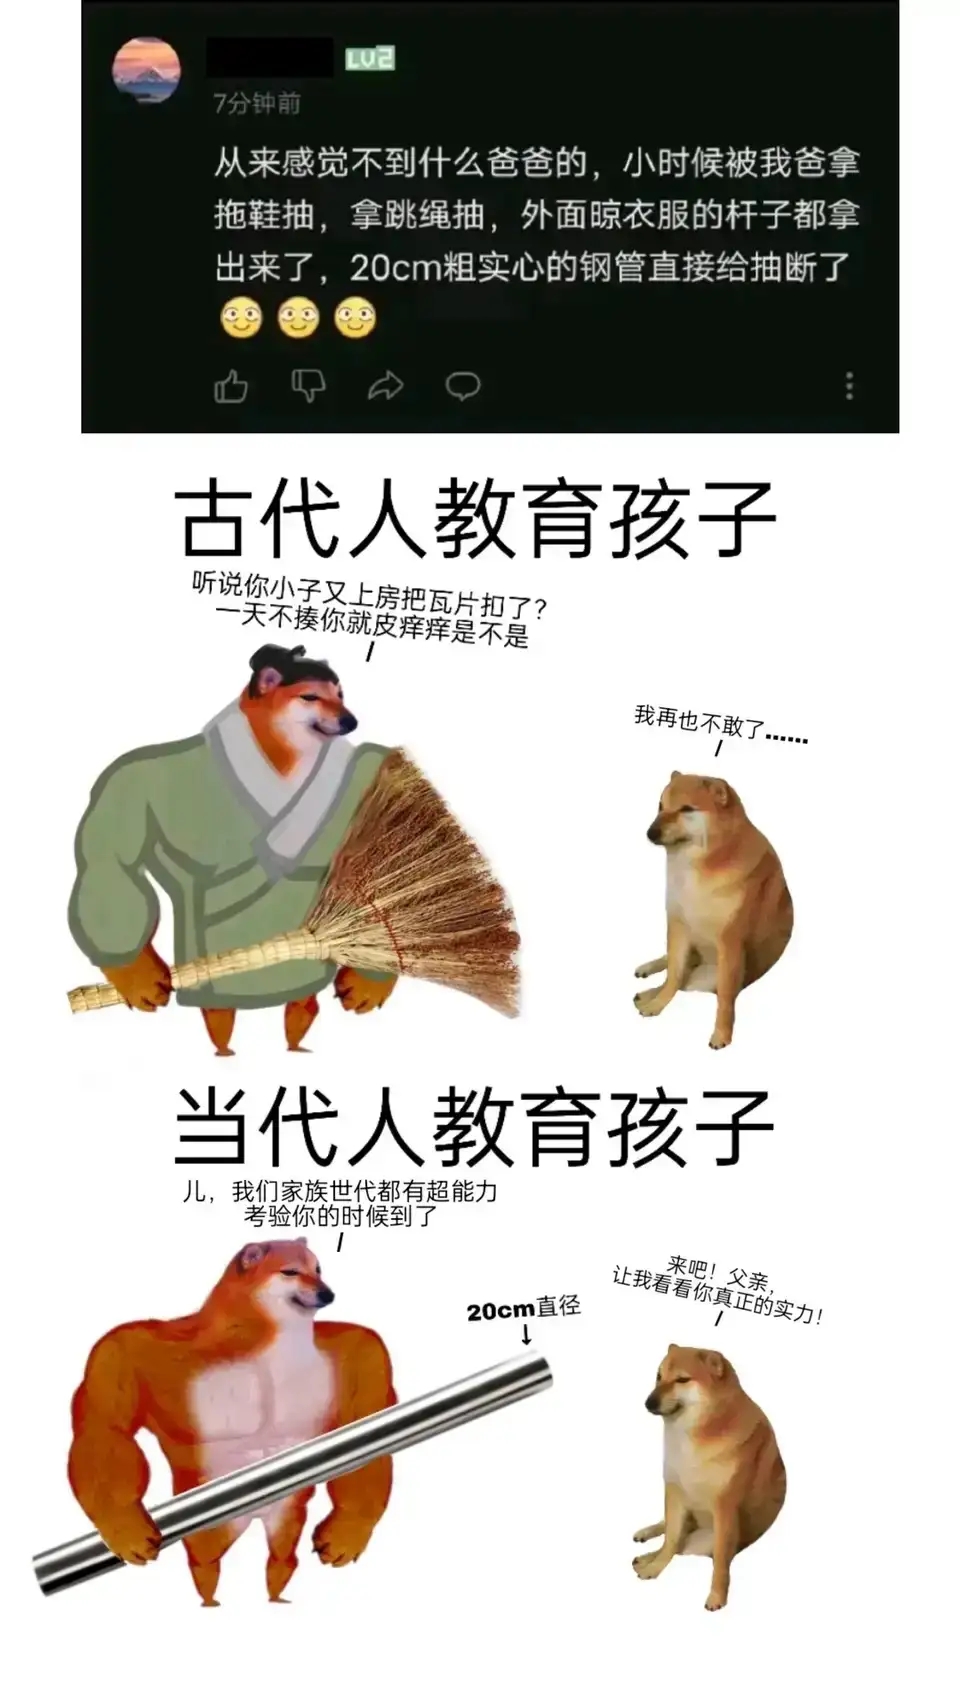 LV2
7分钟前
从来感觉不到什么爸爸的，小时候被我爸拿
拖鞋抽，拿跳绳抽，外面晾衣服的杆子都拿
出来了，20cm粗实心的钢管直接给抽断了
古代人教育孩子
听说你小子又上房把瓦片扣了？
一天不揍你就皮痒痒是不是
我再也不敢了......
当代人教育孩子
儿，我们家族世代都有超能力
考验你的时候到了
来吧！父亲，
让我看看你真正的实力！
20cm直径